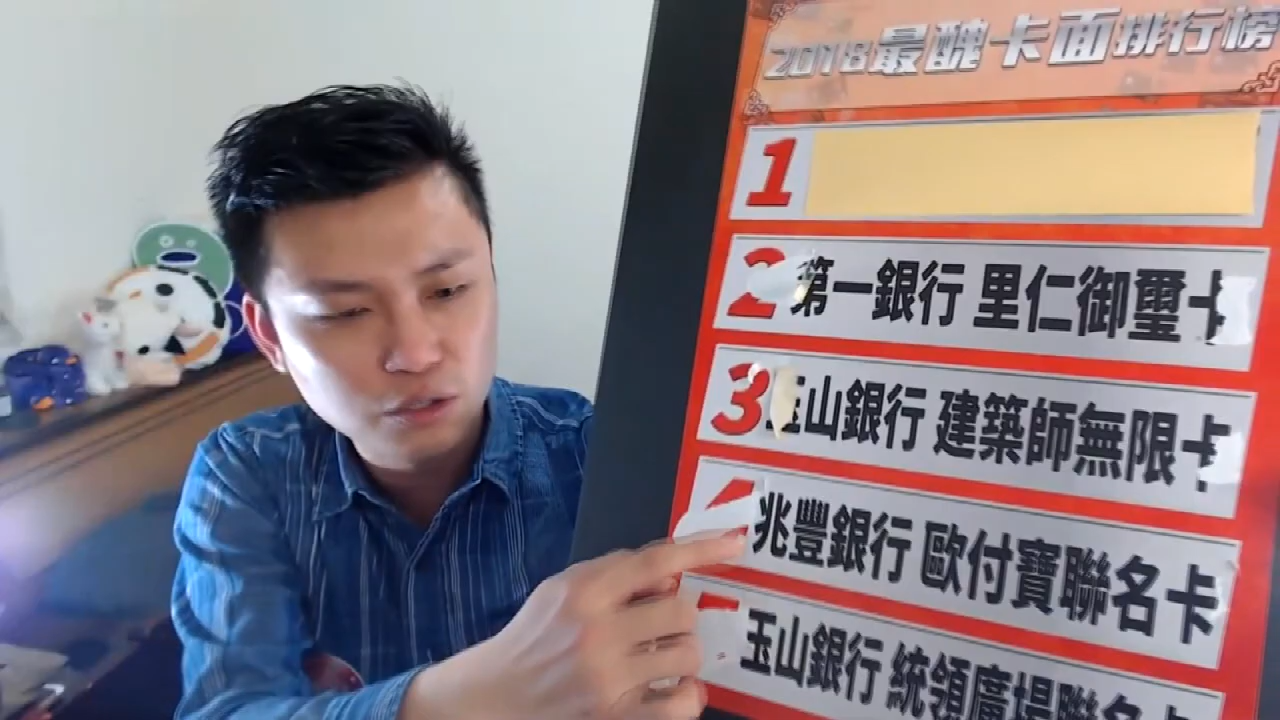 2018最醜卡面排行榜
1
2 第一銀行 里仁御璽卡
3 玉山銀行 建築師無限卡
4 兆豐銀行 歐付寶聯名卡
玉山銀行 統領廣場聯名卡